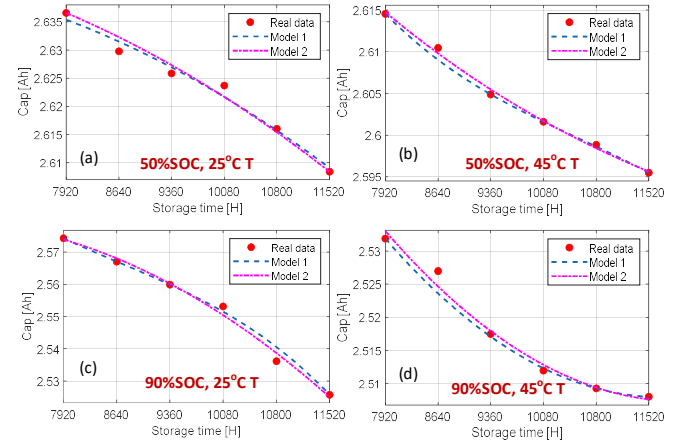 2.635
2.63
2.625
2.62
2.615
2.61
Cap [Ah]
Real data
Model 1
Model 2
(a)
50%SOC, 25°C T
7920 8640 9360 10080 10800 11520
Storage time [H]
2.615
2.61
2.605
2.6
2.595
Cap [Ah]
Real data
Model 1
Model 2
(b)
50%SOC, 45°C T
7920 8640 9360 10080 10800 11520
Storage time [H]
2.57
2.56
2.55
2.54
2.53
Cap [Ah]
Real data
Model 1
Model 2
(c)
90%SOC, 25°C T
7920 8640 9360 10080 10800 11520
Storage time [H]
2.53
2.525
2.52
2.515
2.51
Cap [Ah]
Real data
Model 1
Model 2
(d)
90%SOC, 45°C T
7920 8640 9360 10080 10800 11520
Storage time [H]